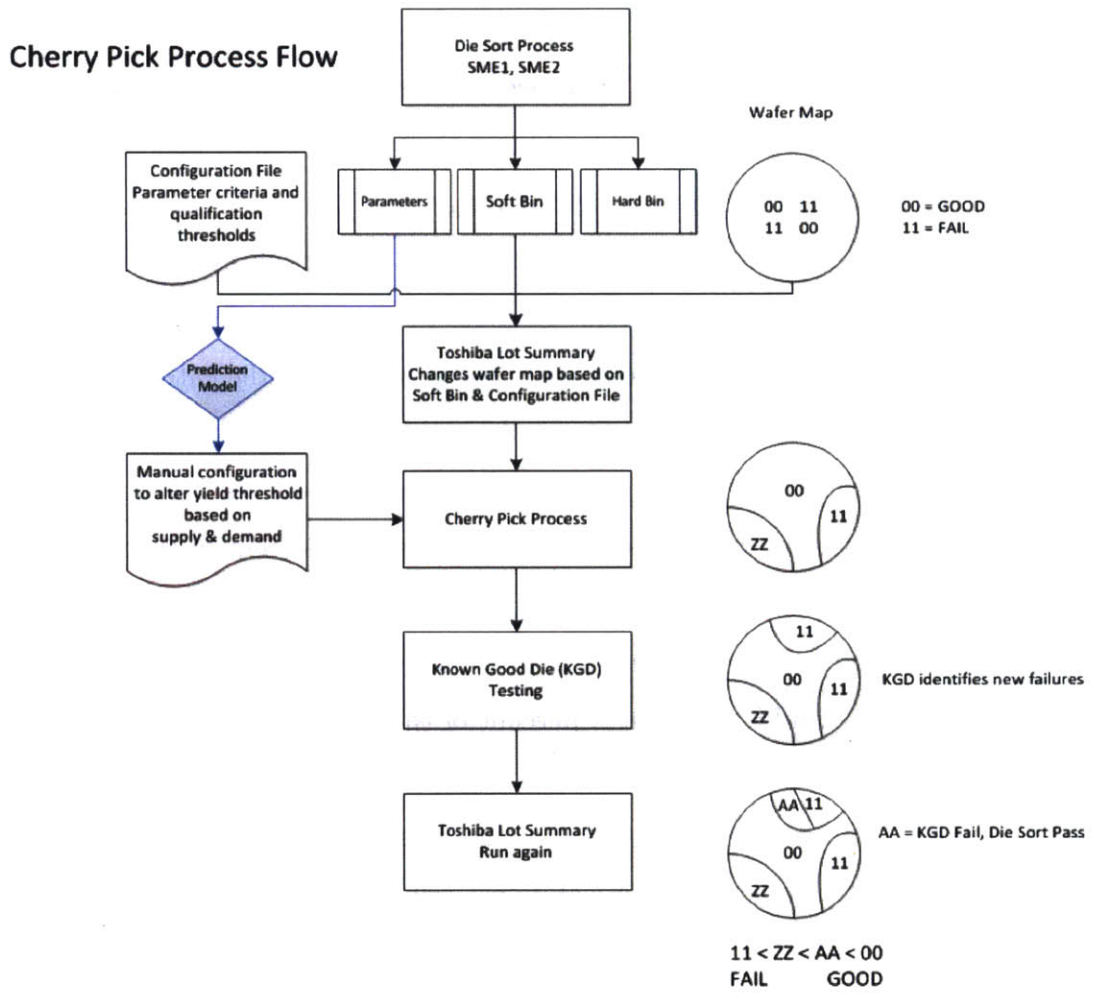 Cherry Pick Process Flow
Die Sort Process
SME1, SME2
Wafer Map
Configuration File
Parameter criteria and
qualification
thresholds
Parameters
Soft Bin
Hard Bin
00 11
11 00
00 = GOOD
11 = FAIL
Prediction
Model
Toshiba Lot Summary
Changes wafer map based on
Soft Bin & Configuration File
Manual configuration
to alter yield threshold
based on
supply & demand
Cherry Pick Process
00
11
ZZ
Known Good Die (KGD)
Testing
11
00
11
ZZ
KGD identifies new failures
Toshiba Lot Summary
Run again
AA 11
00
11
ZZ
AA = KGD Fail, Die Sort Pass
11 < ZZ < AA < 00
FAIL GOOD